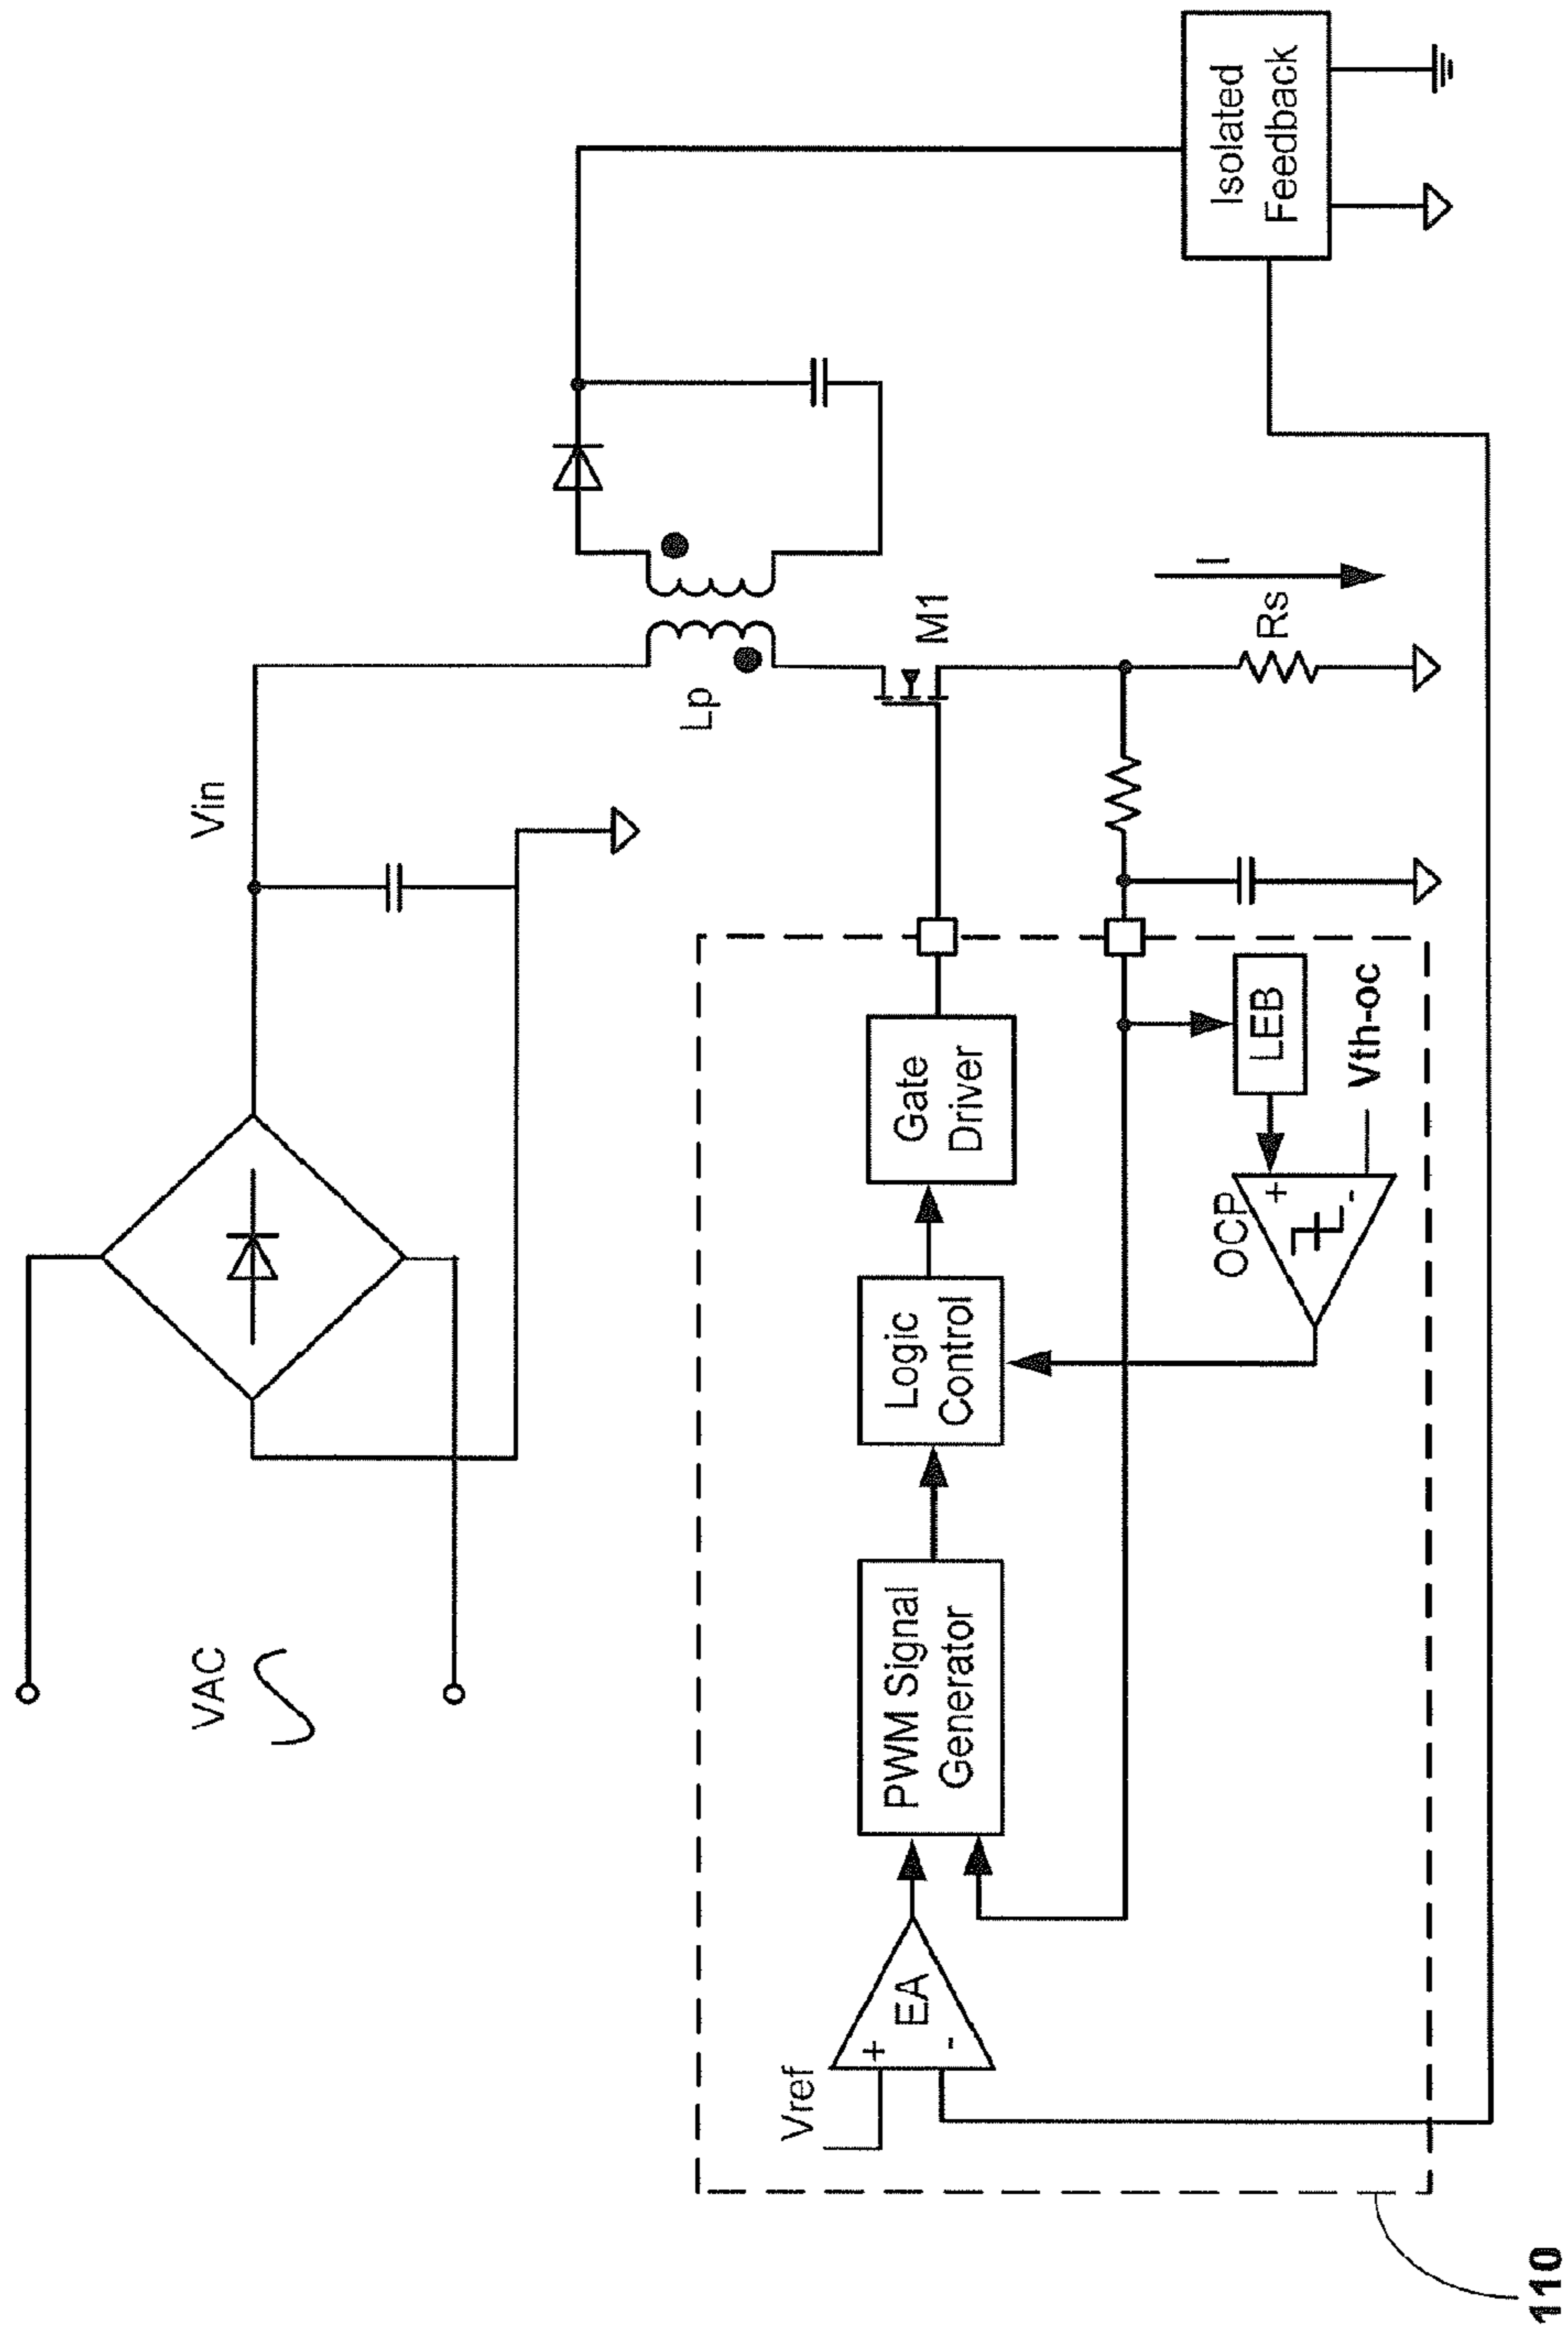 VAC
Vin
Lp
M1
Rs
I
Isolated
Feedback
Vref
+
EA
-
PWM Signal
Generator
Logic
Control
Gate
Driver
OCP
+
-
LEB
Vth-oc
110